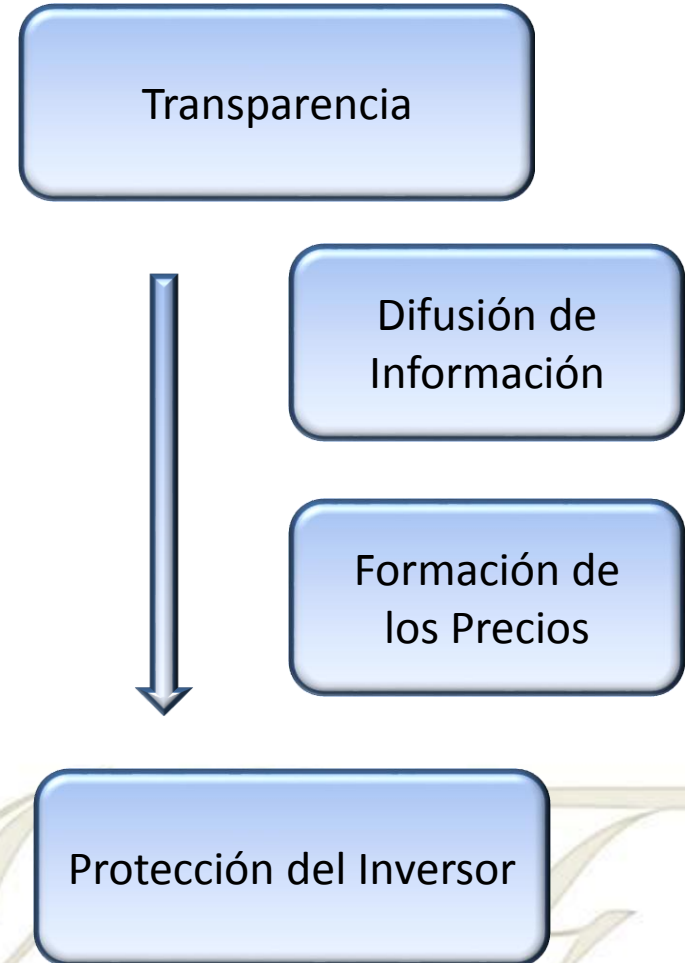 Transparencia
Difusión de
Información
Formación de
los Precios
Protección del Inversor